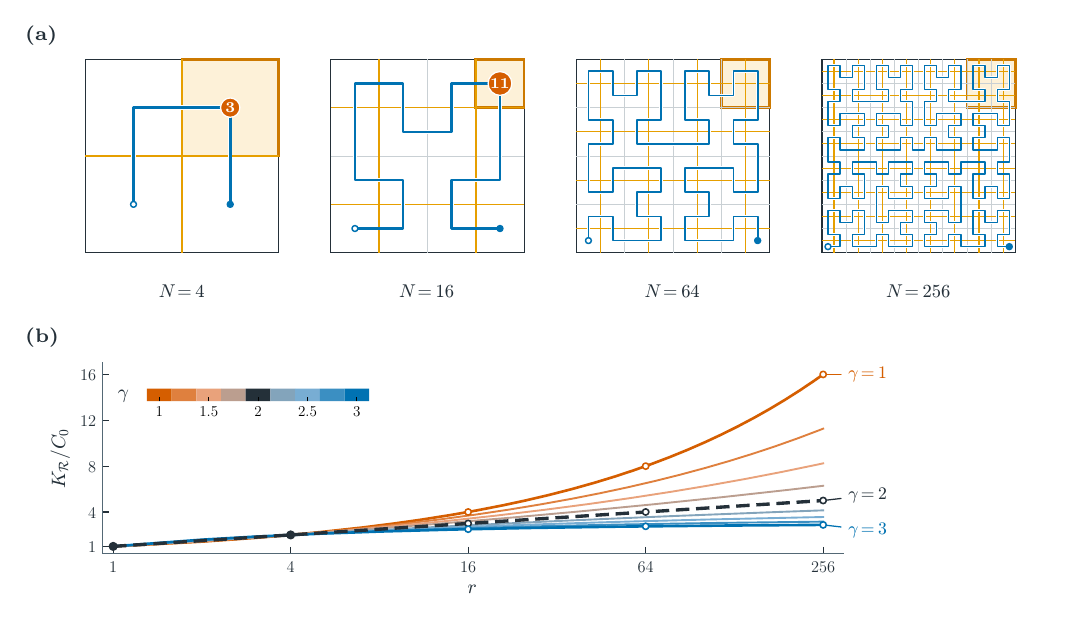 (a)
3
11
N = 4
N = 16
N = 64
N = 256
(b)
K_R/C_0
16
12
8
4
1
γ
1
1.5
2
2.5
3
γ = 1
γ = 2
γ = 3
1
4
16
64
256
r